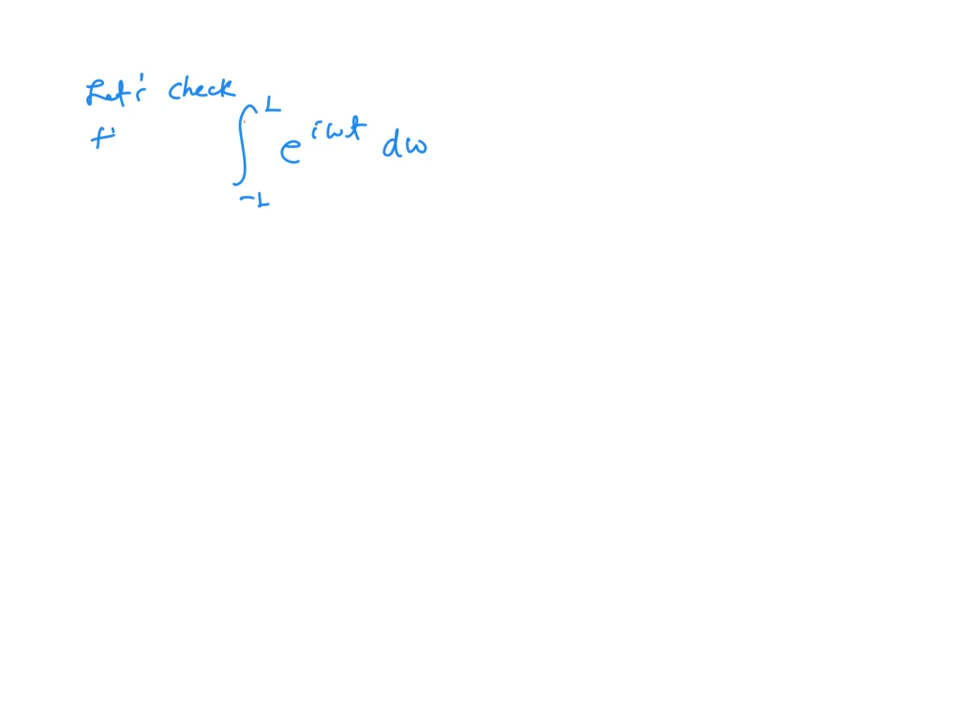 Let's check
∫_{-L}^{L} e^{iωt} dω